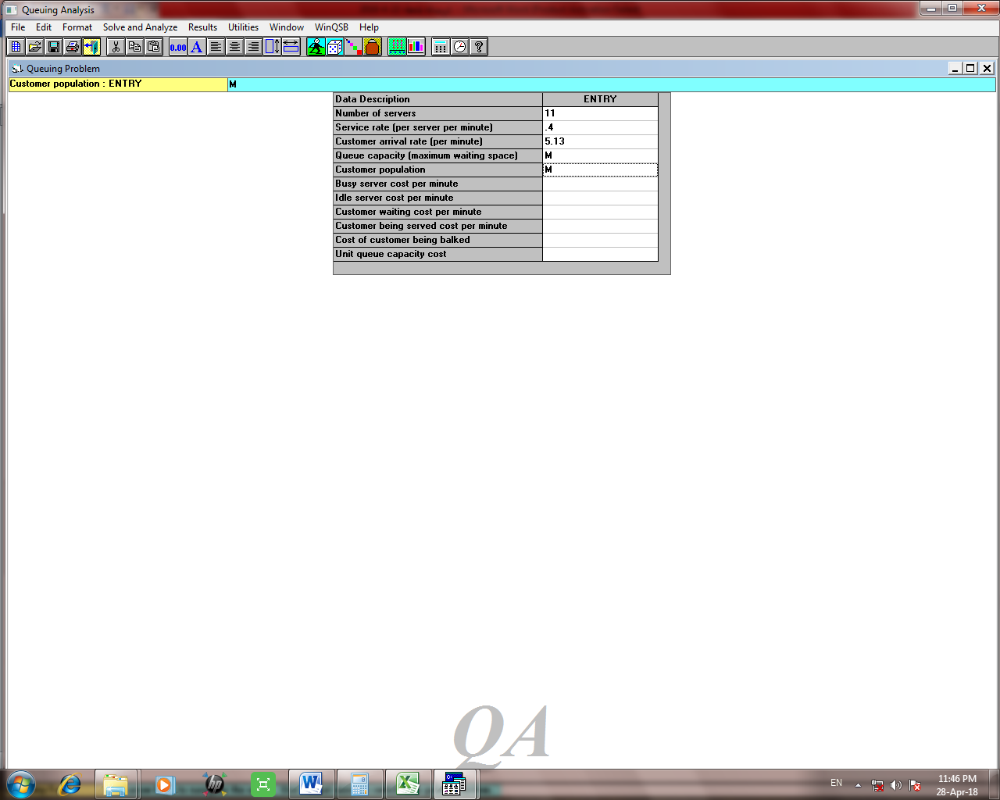 Queuing Analysis
File Edit Format Solve and Analyze Results Utilities Window WinQSB Help
0.00 A
Queuing Problem
Customer population : ENTRY M
Data Description ENTRY
Number of servers 11
Service rate (per server per minute) .4
Customer arrival rate (per minute) 5.13
Queue capacity (maximum waiting space) M
Customer population M
Busy server cost per minute
Idle server cost per minute
Customer waiting cost per minute
Customer being served cost per minute
Cost of customer being balked
Unit queue capacity cost
QA
EN 11:46 PM
28-Apr-18